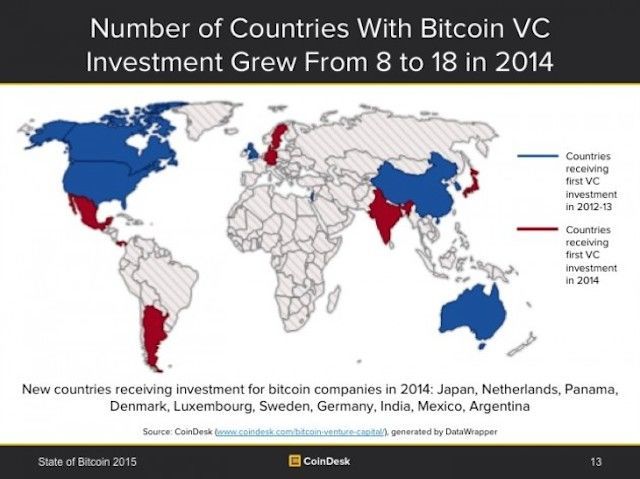 Number of Countries With Bitcoin VC
Investment Grew From 8 to 18 in 2014
Countries
receiving
first VC
investment
in 2012-13
Countries
receiving
first VC
investment
in 2014
New countries receiving investment for bitcoin companies in 2014: Japan, Netherlands, Panama,
Denmark, Luxembourg, Sweden, Germany, India, Mexico, Argentina
Source: CoinDesk (www.coindesk.com/bitcoin-venture-capital/), generated by DataWrapper
State of Bitcoin 2015
CoinDesk
13